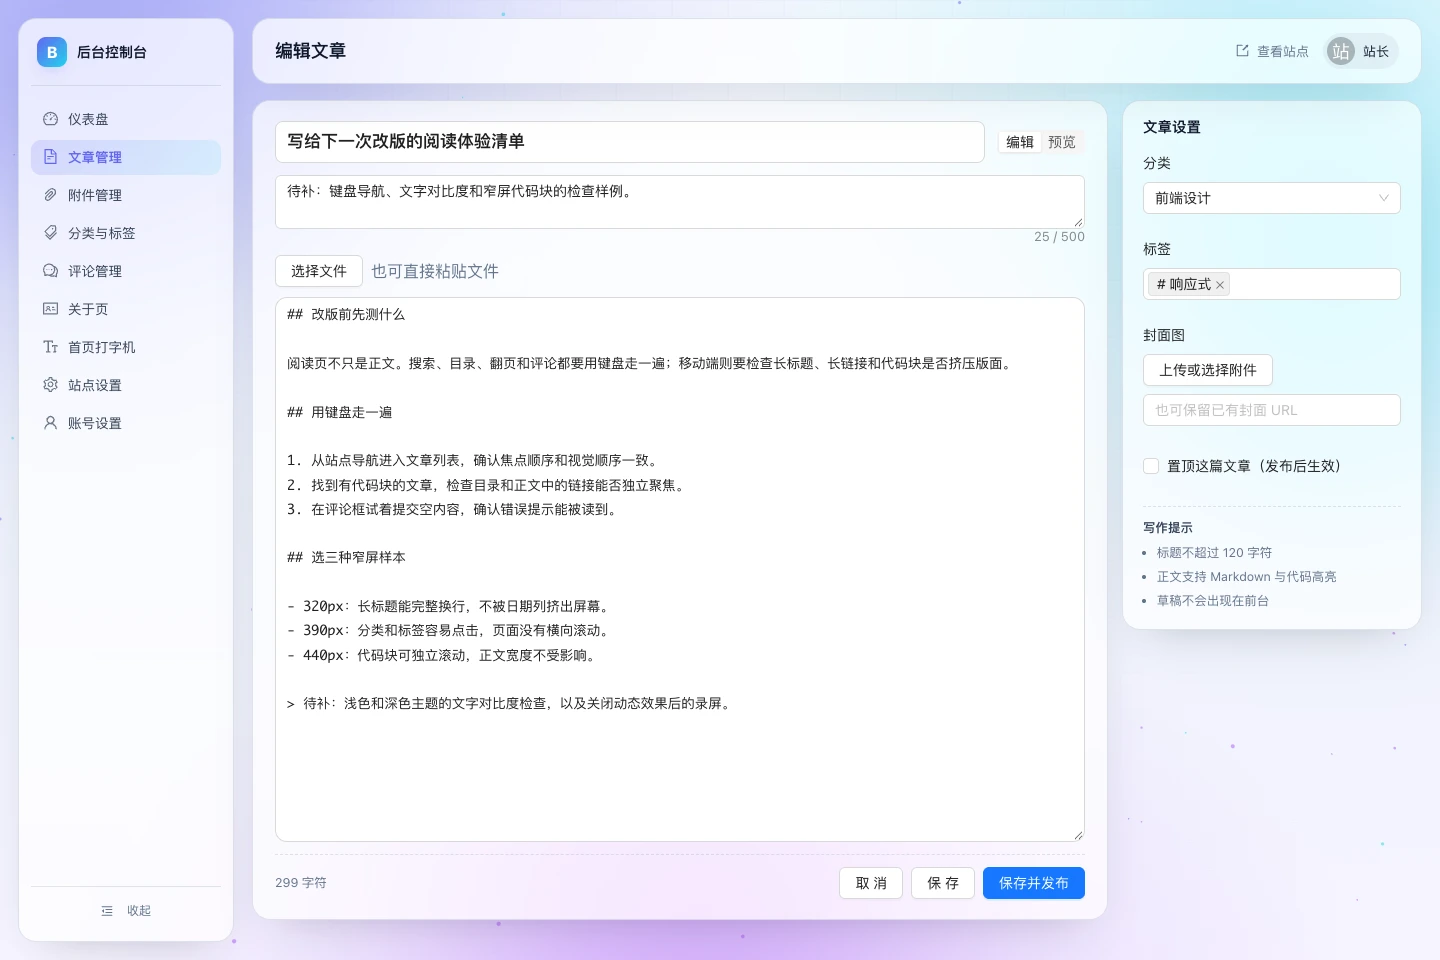 B 后台控制台
仪表盘
文章管理
附件管理
分类与标签
评论管理
关于页
首页打字机
站点设置
账号设置
收起
编辑文章
查看站点
站 站长
写给下一次改版的阅读体验清单
编辑 预览
待补：键盘导航、文字对比度和窄屏代码块的检查样例。
25 / 500
选择文件 也可直接粘贴文件
## 改版前先测什么
阅读页不只是正文。搜索、目录、翻页和评论都要用键盘走一遍；移动端则要检查长标题、长链接和代码块是否挤压版面。
## 用键盘走一遍
1. 从站点导航进入文章列表，确认焦点顺序和视觉顺序一致。
2. 找到有代码块的文章，检查目录和正文中的链接能否独立聚焦。
3. 在评论框试着提交空内容，确认错误提示能被读到。
## 选三种窄屏样本
- 320px：长标题能完整换行，不被日期列挤出屏幕。
- 390px：分类和标签容易点击，页面没有横向滚动。
- 440px：代码块可独立滚动，正文宽度不受影响。
> 待补：浅色和深色主题的文字对比度检查，以及关闭动态效果后的录屏。
299 字符
取 消
保 存
保存并发布
文章设置
分类
前端设计
标签
# 响应式
封面图
上传或选择附件
也可保留已有封面 URL
置顶这篇文章（发布后生效）
写作提示
• 标题不超过 120 字符
• 正文支持 Markdown 与代码高亮
• 草稿不会出现在前台